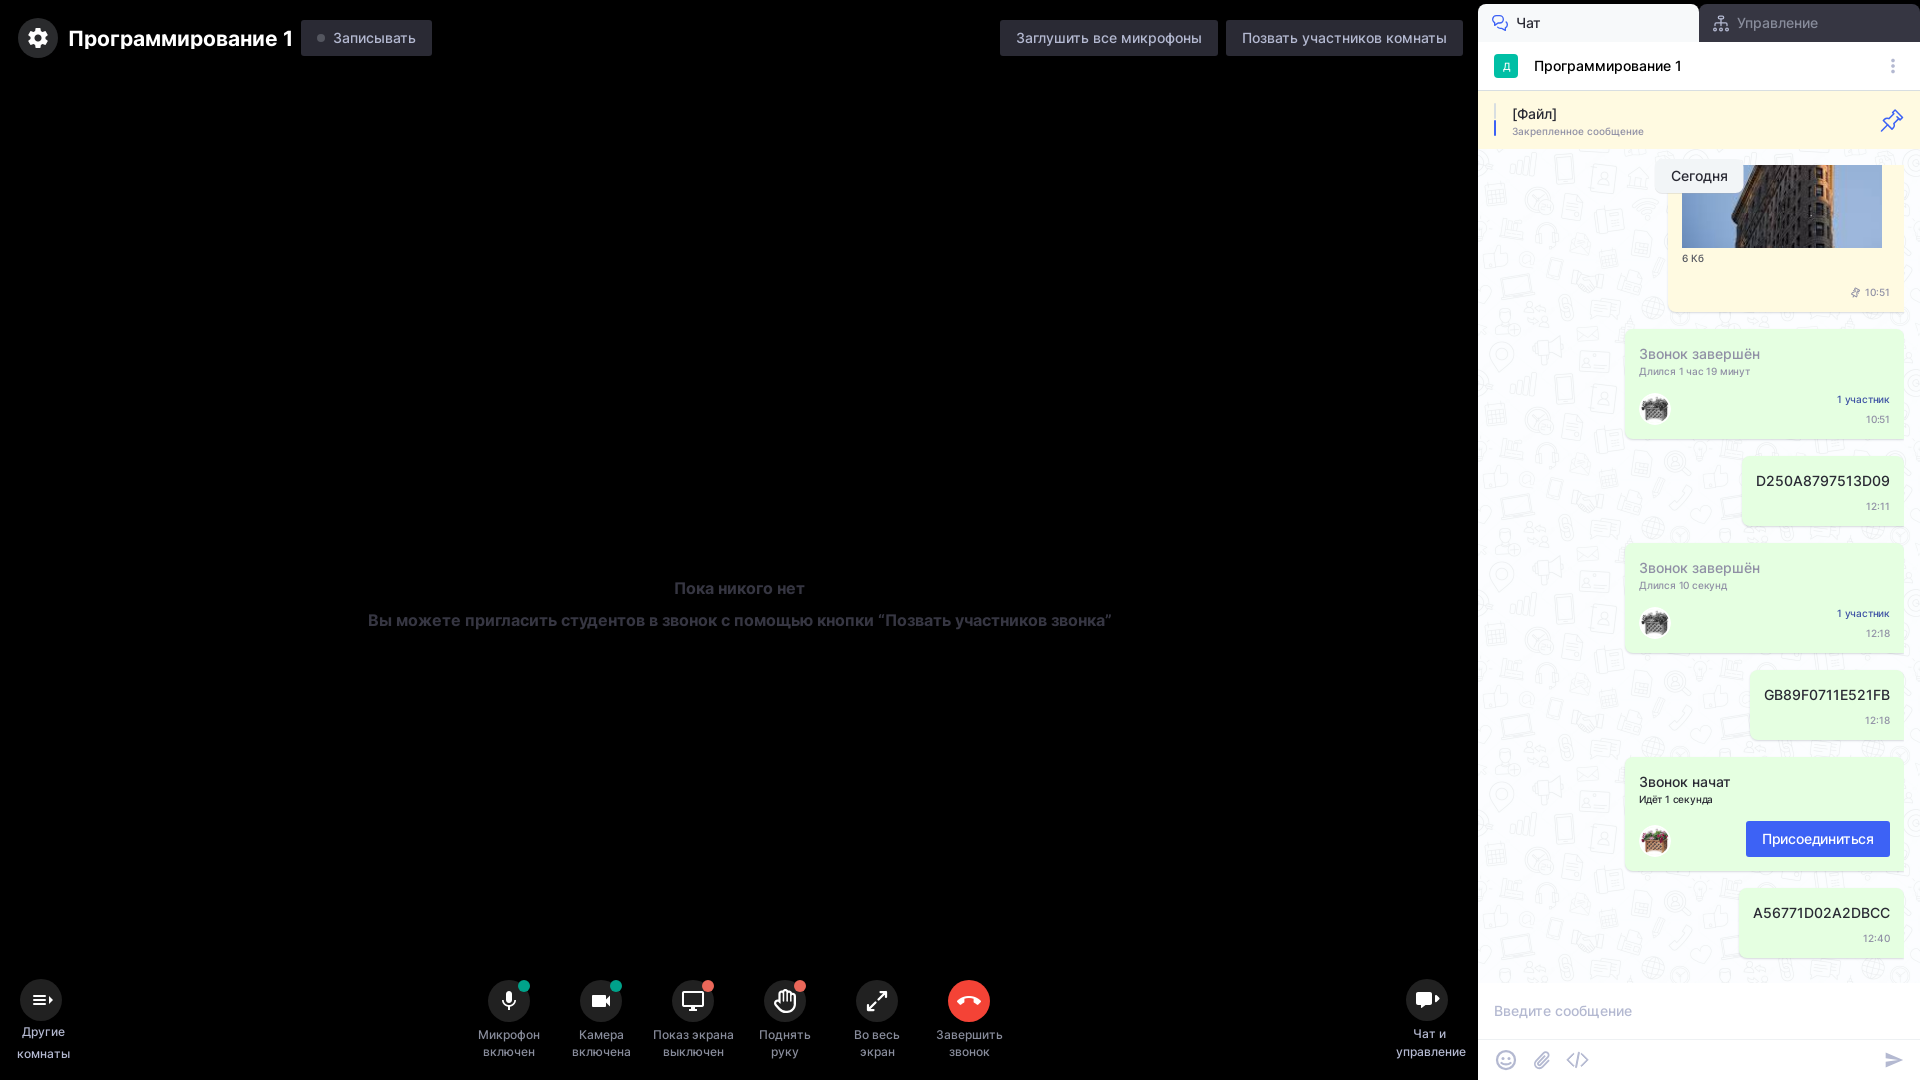 Программирование 1
Записывать
Заглушить все микрофоны
Позвать участников комнаты
Пока никого нет
Вы можете пригласить студентов в звонок с помощью кнопки “Позвать участников звонка”
Другие
комнаты
Микрофон
включен
Камера
включена
Показ экрана
выключен
Поднять
руку
Во весь
экран
Завершить
звонок
Чат и
управление
Чат
Управление
Д
Программирование 1
[Файл]
Закрепленное сообщение
Сегодня
6 Кб
10:51
Звонок завершён
Длился 1 час 19 минут
1 участник
10:51
D250A8797513D09
12:11
Звонок завершён
Длился 10 секунд
1 участник
12:18
GB89F0711E521FB
12:18
Звонок начат
Идёт 1 секунда
Присоединиться
A56771D02A2DBCC
12:40
Введите сообщение